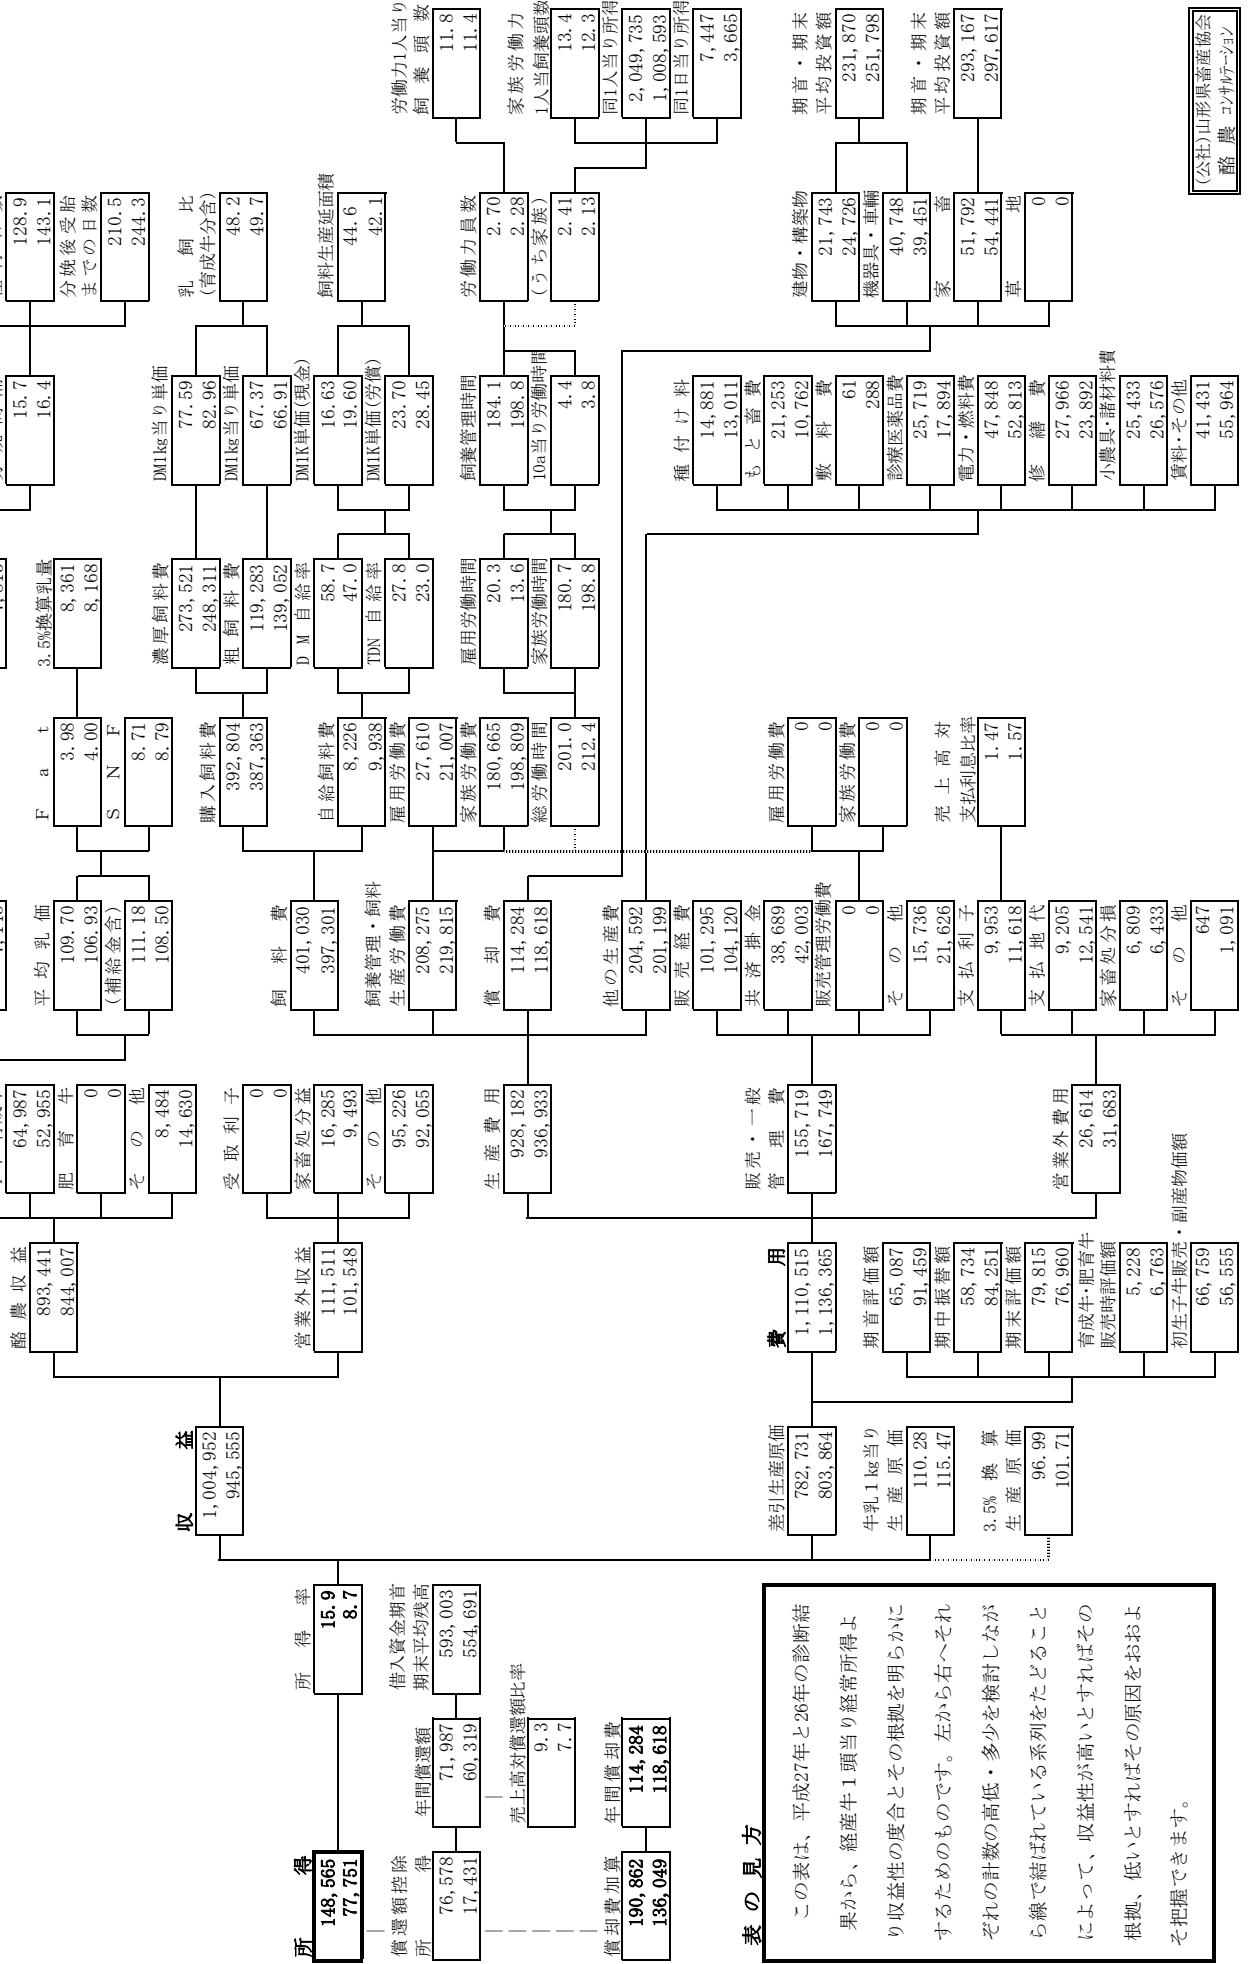 所　得
148,565
77,751
償還額控除
所　得
76,578
17,431
償却費加算
190,862
136,049
年間償還額
71,987
60,319
売上高対償還額比率
9.3
7.7
年間償却費
114,284
118,618
所　得　率
15.9
8.7
借入資金期首
期末平均残高
593,003
554,691
収　益
1,004,952
945,555
差引生産原価
782,731
803,864
牛乳１kg当り
生産原価
110.28
115.47
3.5%　換　算
生産原価
96.99
101.71
酪農収益
893,441
844,007
営業外収益
111,511
101,548
費　用
1,110,515
1,136,365
期首評価額
65,087
91,459
期中振替額
58,734
84,251
期末評価額
79,815
76,960
育成牛・肥育牛
販売時評価額
5,228
6,763
初生子牛販売・副産物価額
66,759
56,555
64,987
52,955
肥　育　牛
0
0
そ　の　他
8,484
14,630
受取利子
0
0
家畜処分益
16,285
9,493
そ　の　他
95,226
92,055
生産費用
928,182
936,933
販売・一般
管　理　費
155,719
167,749
営業外費用
26,614
31,683
平均乳価
109.70
106.93
(補給金含)
111.18
108.50
飼　料　費
401,030
397,301
飼養管理・飼料
生産労働費
208,275
219,815
償　却　費
114,284
118,618
他の生産費
204,592
201,199
販売経費
101,295
104,120
共済掛金
38,689
42,003
販売管理労働費
0
0
そ　の　他
15,736
21,626
支払利子
9,953
11,618
支払地代
9,205
12,541
家畜処分損
6,809
6,433
そ　の　他
647
1,091
Ｆ　ａ　ｔ
3.98
4.00
Ｓ　Ｎ　Ｆ
8.71
8.79
購入飼料費
392,804
387,363
自給飼料費
8,226
9,938
雇用労働費
27,610
21,007
家族労働費
180,665
198,809
総労働時間
201.0
212.4
雇用労働費
0
0
家族労働費
0
0
売上高対
支払利息比率
1.47
1.57
3.5%換算乳量
8,361
8,168
濃厚飼料費
273,521
248,311
粗飼料費
119,283
139,052
ＤＭ自給率
58.7
47.0
TDN 自給率
27.8
23.0
雇用労働時間
20.3
13.6
家族労働時間
180.7
198.8
15.7
16.4
DM1kg当り単価
77.59
82.96
DM1kg当り単価
67.37
66.91
DM1K単価(現金)
16.63
19.60
DM1K単価(労償)
23.70
28.45
飼養管理時間
184.1
198.8
10a当り労働時間
4.4
3.8
種付け料
14,881
13,011
もと畜費
21,253
10,762
敷　料　費
61
288
診療医薬品費
25,719
17,894
電力・燃料費
47,848
52,813
修　繕　費
27,966
23,892
小農具・諸材料費
25,433
26,576
賃料・その他
41,431
55,964
128.9
143.1
分娩後受胎
までの日数
210.5
244.3
乳　飼　比
(育成牛分含)
48.2
49.7
飼料生産延面積
44.6
42.1
労働力員数
2.70
2.28
(うち家族)
2.41
2.13
建物・構築物
21,743
24,726
機器具・車輛
40,748
39,451
家　畜
51,792
54,441
草　地
0
0
労働力1人当り
飼養頭数
11.8
11.4
家族労働力
1人当飼養頭数
13.4
12.3
同1人当り所得
2,049,735
1,008,593
同1日当り所得
7,447
3,665
期首・期末
平均投資額
231,870
251,798
期首・期末
平均投資額
293,167
297,617
(公社)山形県畜産協会
酪　農　コンサルテーション
表の見方
この表は、平成27年と26年の診断結
果から、経産牛１頭当り経常所得よ
り収益性の度合とその根拠を明らかに
するためのものです。左から右へそれ
ぞれの計数の高低・多少を検討しなが
ら線で結ばれている系列をたどること
によって、収益性が高いとすればその
根拠、低いとすればその原因をおおよ
そ把握できます。